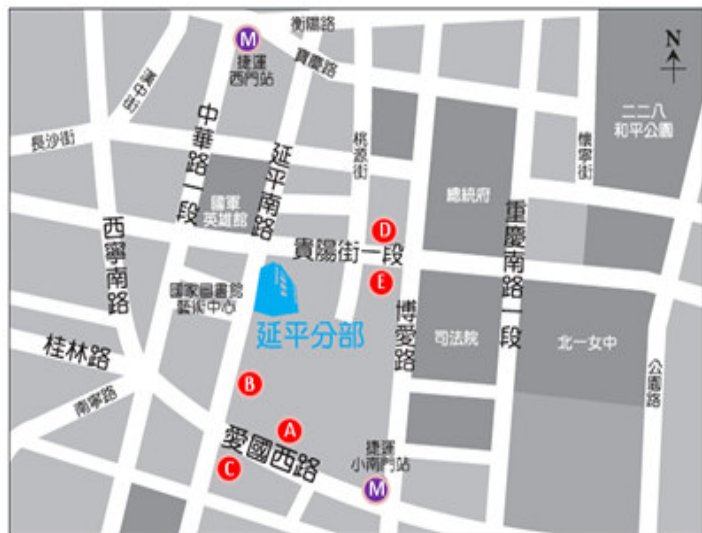 衡陽路
N
M
捷運
西門站
寶慶路
漢中街
二二八
和平公園
中華路一段
延平南路
桃源街
懷寧街
長沙街
總統府
重慶南路一段
國軍
英雄館
西寧南路
D
貴陽街一段
E
國家圖書館
藝術中心
博愛路
延平分部
司法院
北一女中
桂林路
公園路
B
南寧路
A
愛國西路
捷運
小南門站
C
M